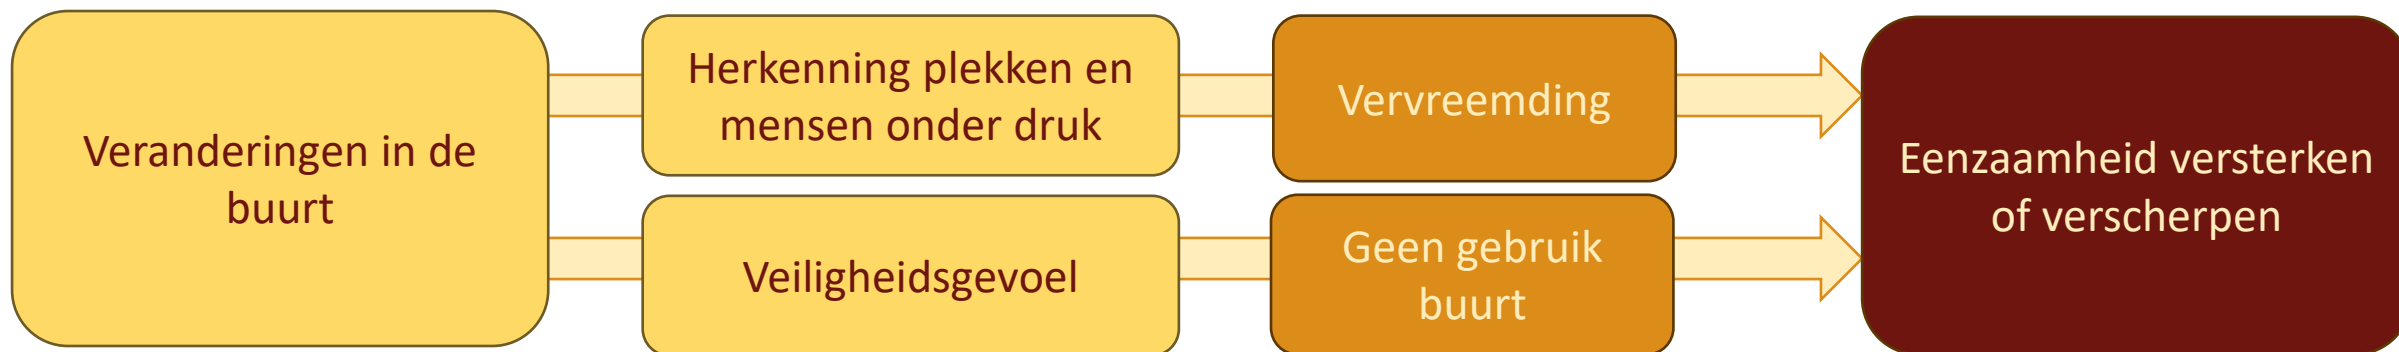 Veranderingen in de
buurt
Herkenning plekken en
mensen onder druk
Vervreemding
Veiligheidsgevoel
Geen gebruik
buurt
Eenzaamheid versterken
of verscherpen